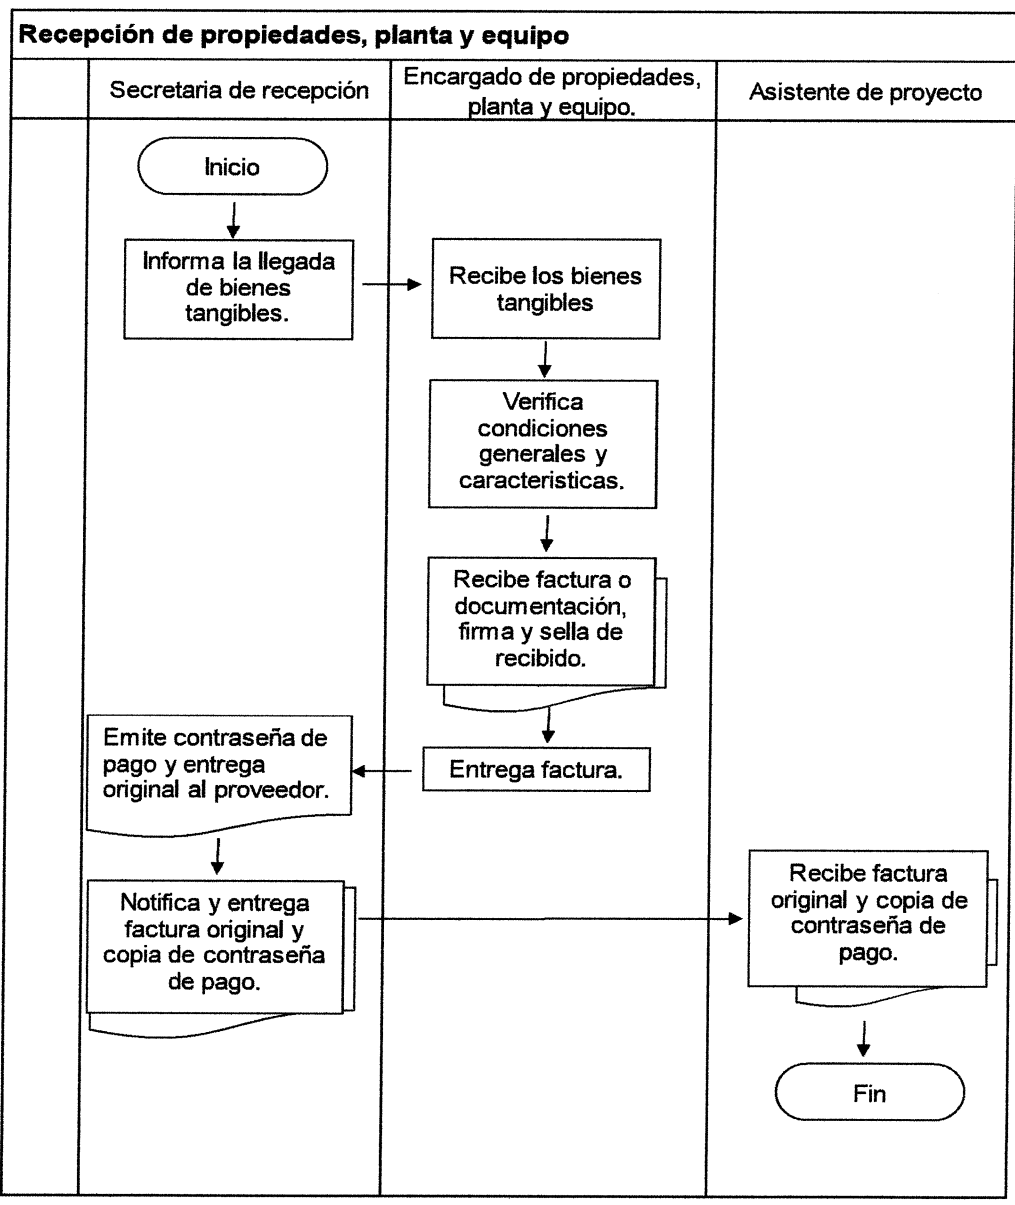 Recepción de propiedades, planta y equipo
Secretaria de recepción
Encargado de propiedades,
planta y equipo.
Asistente de proyecto
Inicio
Informa la llegada
de bienes
tangibles.
Recibe los bienes
tangibles
Verifica
condiciones
generales y
caracteristicas.
Recibe factura o
documentación,
firma y sella de
recibido.
Entrega factura.
Emite contraseña de
pago y entrega
original al proveedor.
Notifica y entrega
factura original y
copia de contraseña
de pago.
Recibe factura
original y copia de
contraseña de
pago.
Fin